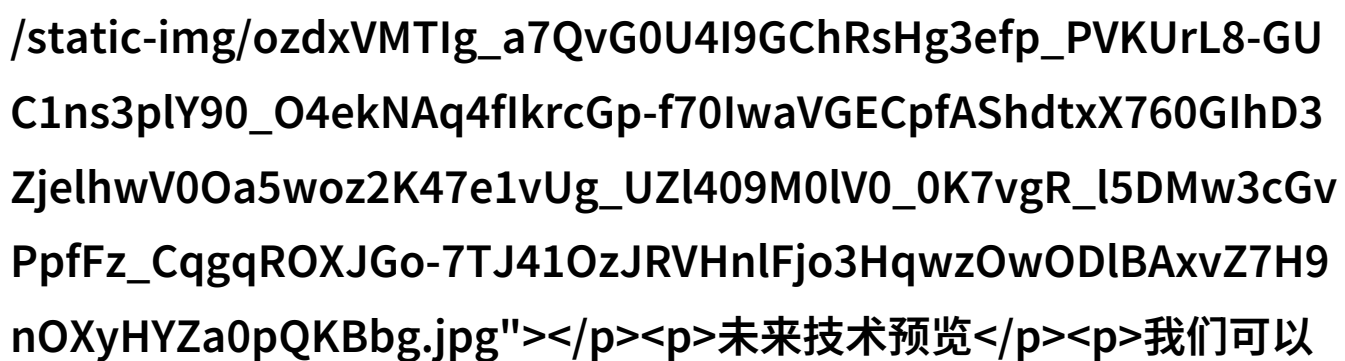 /static-img/ozdxVMTIg_a7QvG0U4I9GChRsHg3efp_PVKUrL8-GU
C1ns3plY90_O4ekNAq4fIkrcGp-f70IwaVGECpfAShdtxX760GIhD3
ZjelhwV0Oa5woz2K47e1vUg_UZl409M0lV0_0K7vgR_l5DMw3cGv
PpfFz_CqgqROXJGo-7TJ41OzJRVHnlFjo3HqwzOwODlBAxvZ7H9
nOXyHYZa0pQKBbg.jpg"></p><p>未来技术预览</p><p>我们可以